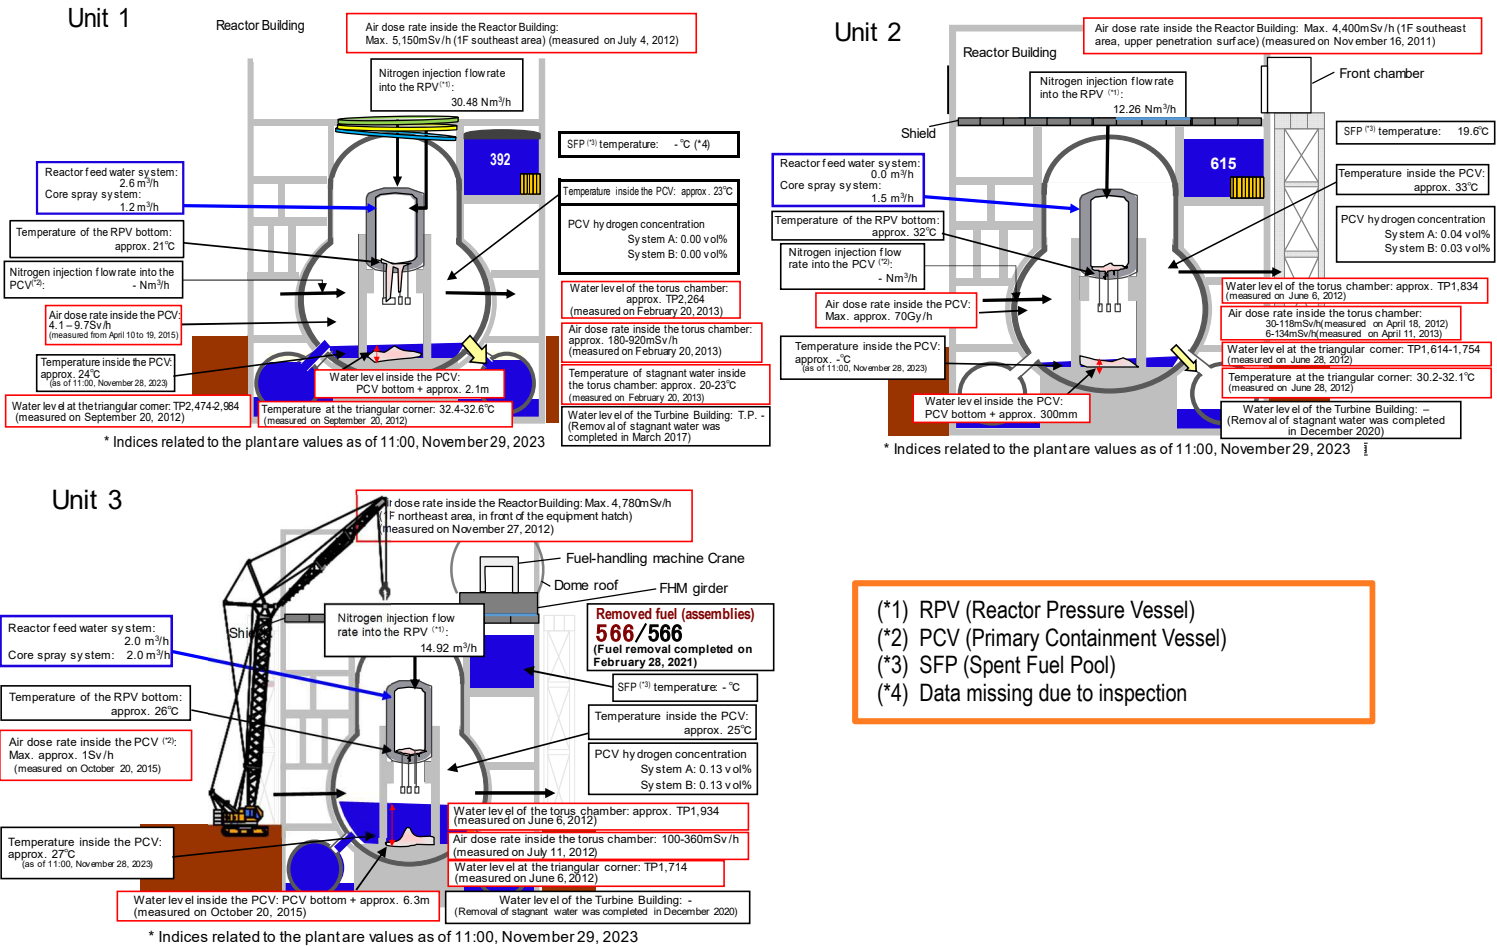 Unit 1
Reactor Building
Air dose rate inside the Reactor Building:
Max. 5,150mSv/h (1F southeast area) (measured on July 4, 2012)
Nitrogen injection flow rate
into the RPV(*1):
30.48 Nm3/h
392
SFP (*3) temperature: - °C (*4)
Reactor feed water system:
2.6 m3/h
Core spray system:
1.2 m3/h
Temperature inside the PCV: approx. 23°C
PCV hydrogen concentration
System A: 0.00 vol%
System B: 0.00 vol%
Temperature of the RPV bottom:
approx. 21°C
Nitrogen injection flow rate into the
PCV(*2): - Nm3/h
Water level of the torus chamber:
approx. TP2,264
(measured on February 20, 2013)
Air dose rate inside the PCV:
4.1 – 9.7Sv/h
(measured from April 10 to 19, 2015)
Air dose rate inside the torus chamber:
approx. 180-920mSv/h
(measured on February 20, 2013)
Temperature inside the PCV:
approx. 24°C
(as of 11:00, November 28, 2023)
Water level inside the PCV:
PCV bottom + approx. 2.1m
Temperature of stagnant water inside
the torus chamber: approx. 20-23°C
(measured on February 20, 2013)
Water level at the triangular corner: TP2,474-2,984
(measured on September 20, 2012)
Temperature at the triangular corner: 32.4-32.6°C
(measured on September 20, 2012)
Water level of the Turbine Building: T.P. -
(Removal of stagnant water was
completed in March 2017)
* Indices related to the plant are values as of 11:00, November 29, 2023
Unit 2
Reactor Building
Air dose rate inside the Reactor Building: Max. 4,400mSv/h (1F southeast
area, upper penetration surface) (measured on November 16, 2011)
Front chamber
Nitrogen injection flow rate
into the RPV (*1):
12.26 Nm3/h
Shield
615
SFP (*3) temperature: 19.6°C
Reactor feed water system:
0.0 m3/h
Core spray system:
1.5 m3/h
Temperature inside the PCV:
approx. 33°C
Temperature of the RPV bottom:
approx. 32°C
PCV hydrogen concentration
System A: 0.04 vol%
System B: 0.03 vol%
Nitrogen injection flow
rate into the PCV (*2):
- Nm3/h
Water level of the torus chamber: approx. TP1,834
(measured on June 6, 2012)
Air dose rate inside the PCV:
Max. approx. 70Gy/h
Air dose rate inside the torus chamber:
30-118mSv/h(measured on April 18, 2012)
6-134mSv/h(measured on April 11, 2013)
Temperature inside the PCV:
approx. -°C
(as of 11:00, November 28, 2023)
Water level at the triangular corner: TP1,614-1,754
(measured on June 28, 2012)
Temperature at the triangular corner: 30.2-32.1°C
(measured on June 28, 2012)
Water level inside the PCV:
PCV bottom + approx. 300mm
Water level of the Turbine Building: –
(Removal of stagnant water was completed
in December 2020)
* Indices related to the plant are values as of 11:00, November 29, 2023
Unit 3
Air dose rate inside the Reactor Building: Max. 4,780mSv/h
(1F northeast area, in front of the equipment hatch)
(measured on November 27, 2012)
Fuel-handling machine Crane
Dome roof
FHM girder
Shield
Nitrogen injection flow
rate into the RPV (*1):
14.92 m3/h
Removed fuel (assemblies)
566/566
(Fuel removal completed on
February 28, 2021)
Reactor feed water system:
2.0 m3/h
Core spray system: 2.0 m3/h
SFP (*3) temperature: - °C
Temperature of the RPV bottom:
approx. 26°C
Temperature inside the PCV:
approx. 25°C
Air dose rate inside the PCV (*2):
Max. approx. 1Sv/h
(measured on October 20, 2015)
PCV hydrogen concentration
System A: 0.13 vol%
System B: 0.13 vol%
Water level of the torus chamber: approx. TP1,934
(measured on June 6, 2012)
Temperature inside the PCV:
approx. 27°C
(as of 11:00, November 28, 2023)
Air dose rate inside the torus chamber: 100-360mSv/h
(measured on July 11, 2012)
Water level at the triangular corner: TP1,714
(measured on June 6, 2012)
Water level inside the PCV: PCV bottom + approx. 6.3m
(measured on October 20, 2015)
Water level of the Turbine Building: -
(Removal of stagnant water was completed in December 2020)
* Indices related to the plant are values as of 11:00, November 29, 2023
(*1) RPV (Reactor Pressure Vessel)
(*2) PCV (Primary Containment Vessel)
(*3) SFP (Spent Fuel Pool)
(*4) Data missing due to inspection